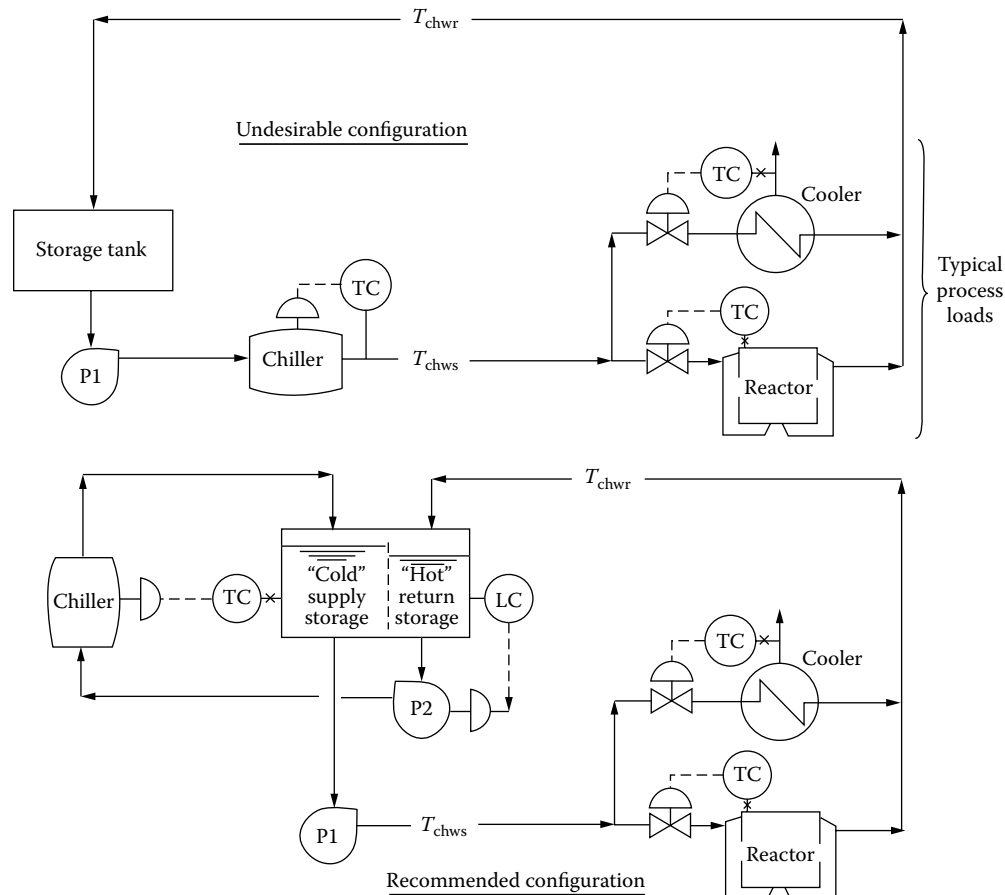 T_chwr
Undesirable configuration
TC
Cooler
Storage tank
TC
TC
Typical
process
loads
Chiller
T_chws
P1
Reactor
T_chwr
"Cold"
supply
storage
"Hot"
return
storage
Chiller
TC
LC
TC
Cooler
P2
TC
P1
T_chws
Reactor
Recommended configuration